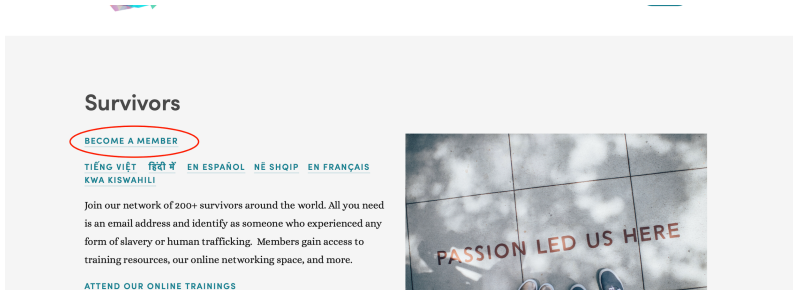 Survivors
BECOME A MEMBER
TIẾNG VIỆT हिंदी में EN ESPAÑOL NË SHQIP EN FRANÇAIS
KWA KISWAHILI
Join our network of 200+ survivors around the world. All you need
is an email address and identify as someone who experienced any
form of slavery or human trafficking. Members gain access to
training resources, our online networking space, and more.
ATTEND OUR ONLINE TRAININGS
PASSION LED US HERE